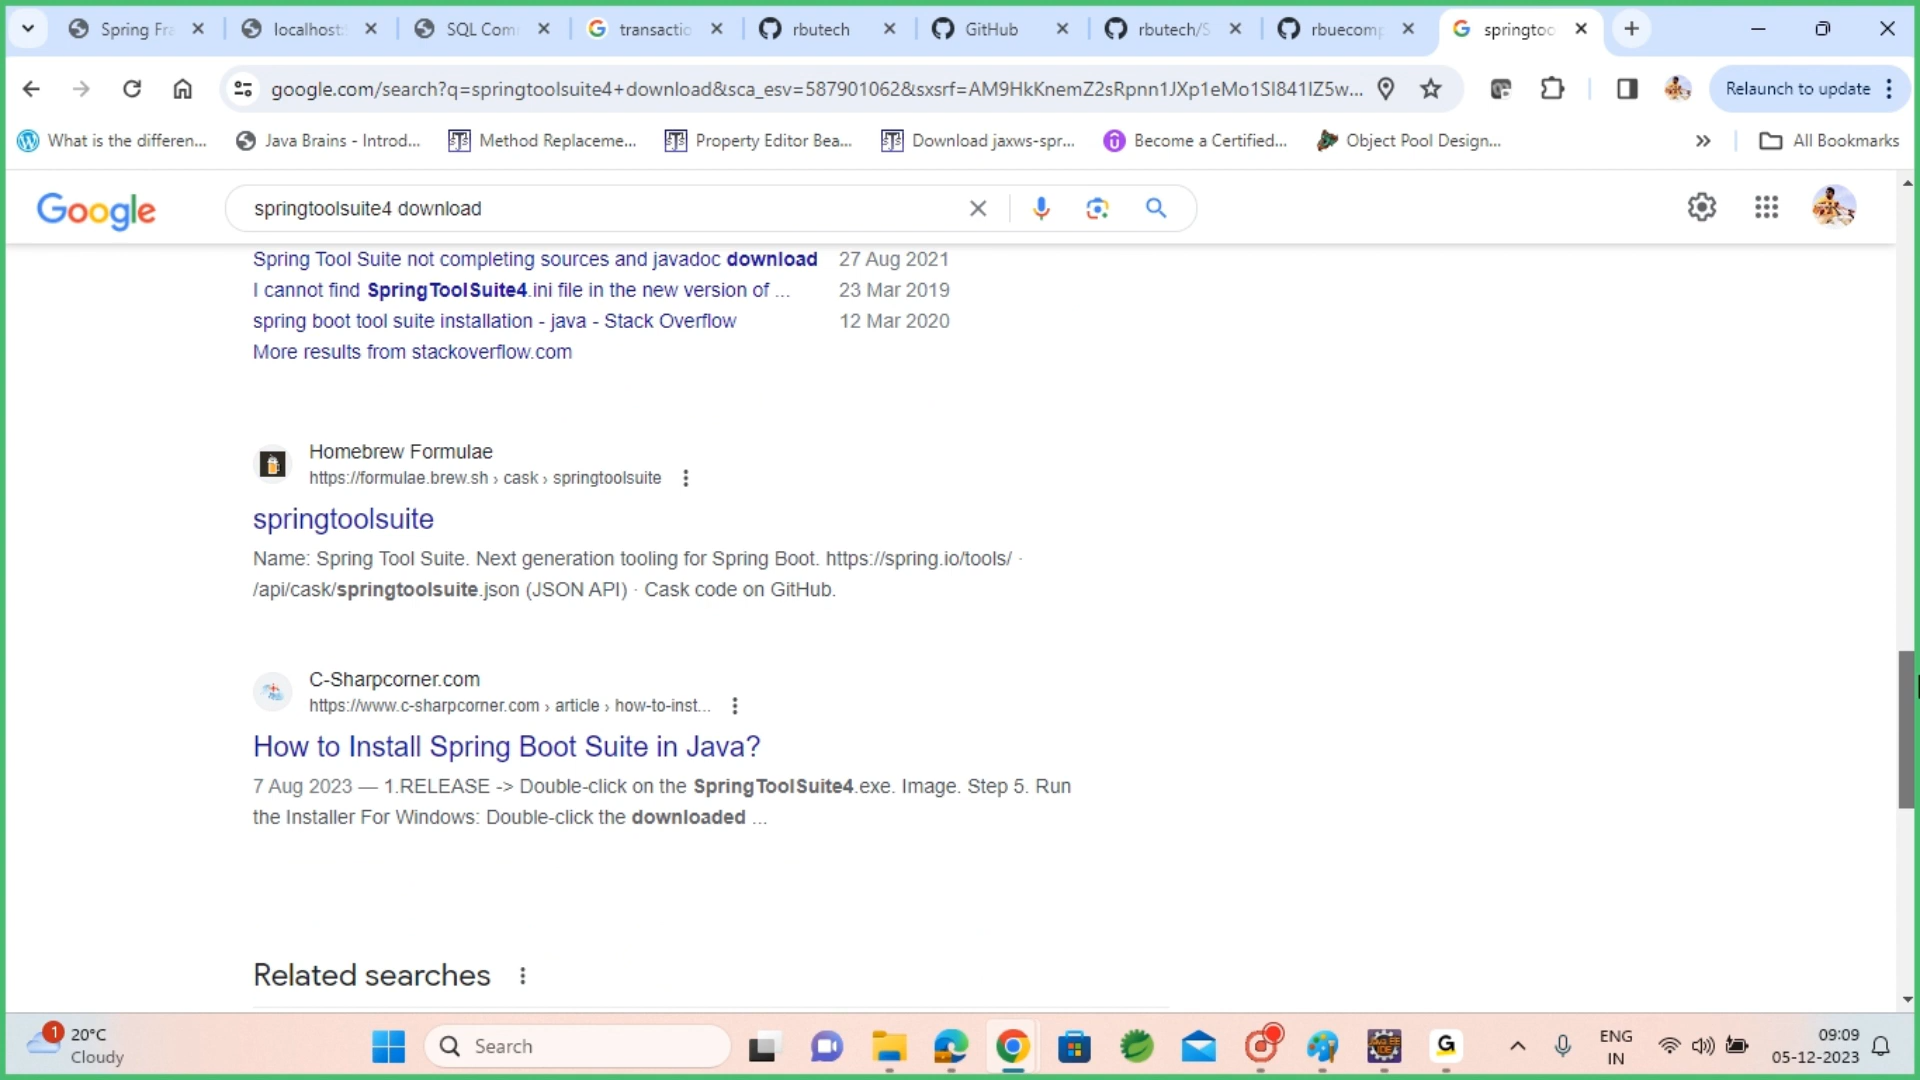 Spring Fra
localhost:
SQL Com
transactio
rbutech
GitHub
rbutech/S
rbuecomp
springtoo
google.com/search?q=springtoolsuite4+download&sca_esv=587901062&sxsrf=AM9HkKnemZ2sRpnn1JXp1eMo1SI841IZ5w...
Relaunch to update
What is the differen...
Java Brains - Introd...
Method Replaceme...
Property Editor Bea...
Download jaxws-spr...
Become a Certified...
Object Pool Design...
»
All Bookmarks
Google
springtoolsuite4 download
Spring Tool Suite not completing sources and javadoc download 27 Aug 2021
I cannot find SpringToolSuite4.ini file in the new version of ... 23 Mar 2019
spring boot tool suite installation - java - Stack Overflow 12 Mar 2020
More results from stackoverflow.com
Homebrew Formulae
https://formulae.brew.sh › cask › springtoolsuite
springtoolsuite
Name: Spring Tool Suite. Next generation tooling for Spring Boot. https://spring.io/tools/ ·
/api/cask/springtoolsuite.json (JSON API) · Cask code on GitHub.
C-Sharpcorner.com
https://www.c-sharpcorner.com › article › how-to-inst...
How to Install Spring Boot Suite in Java?
7 Aug 2023 — 1.RELEASE -> Double-click on the SpringToolSuite4.exe. Image. Step 5. Run
the Installer For Windows: Double-click the downloaded ...
Related searches
1
20°C
Cloudy
Search
G
ENG
IN
09:09
05-12-2023